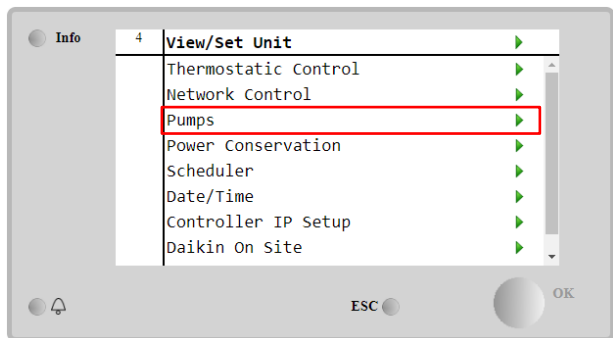 Info
4 View/Set Unit
Thermostatic Control
Network Control
Pumps
Power Conservation
Scheduler
Date/Time
Controller IP Setup
Daikin On Site
ESC
OK